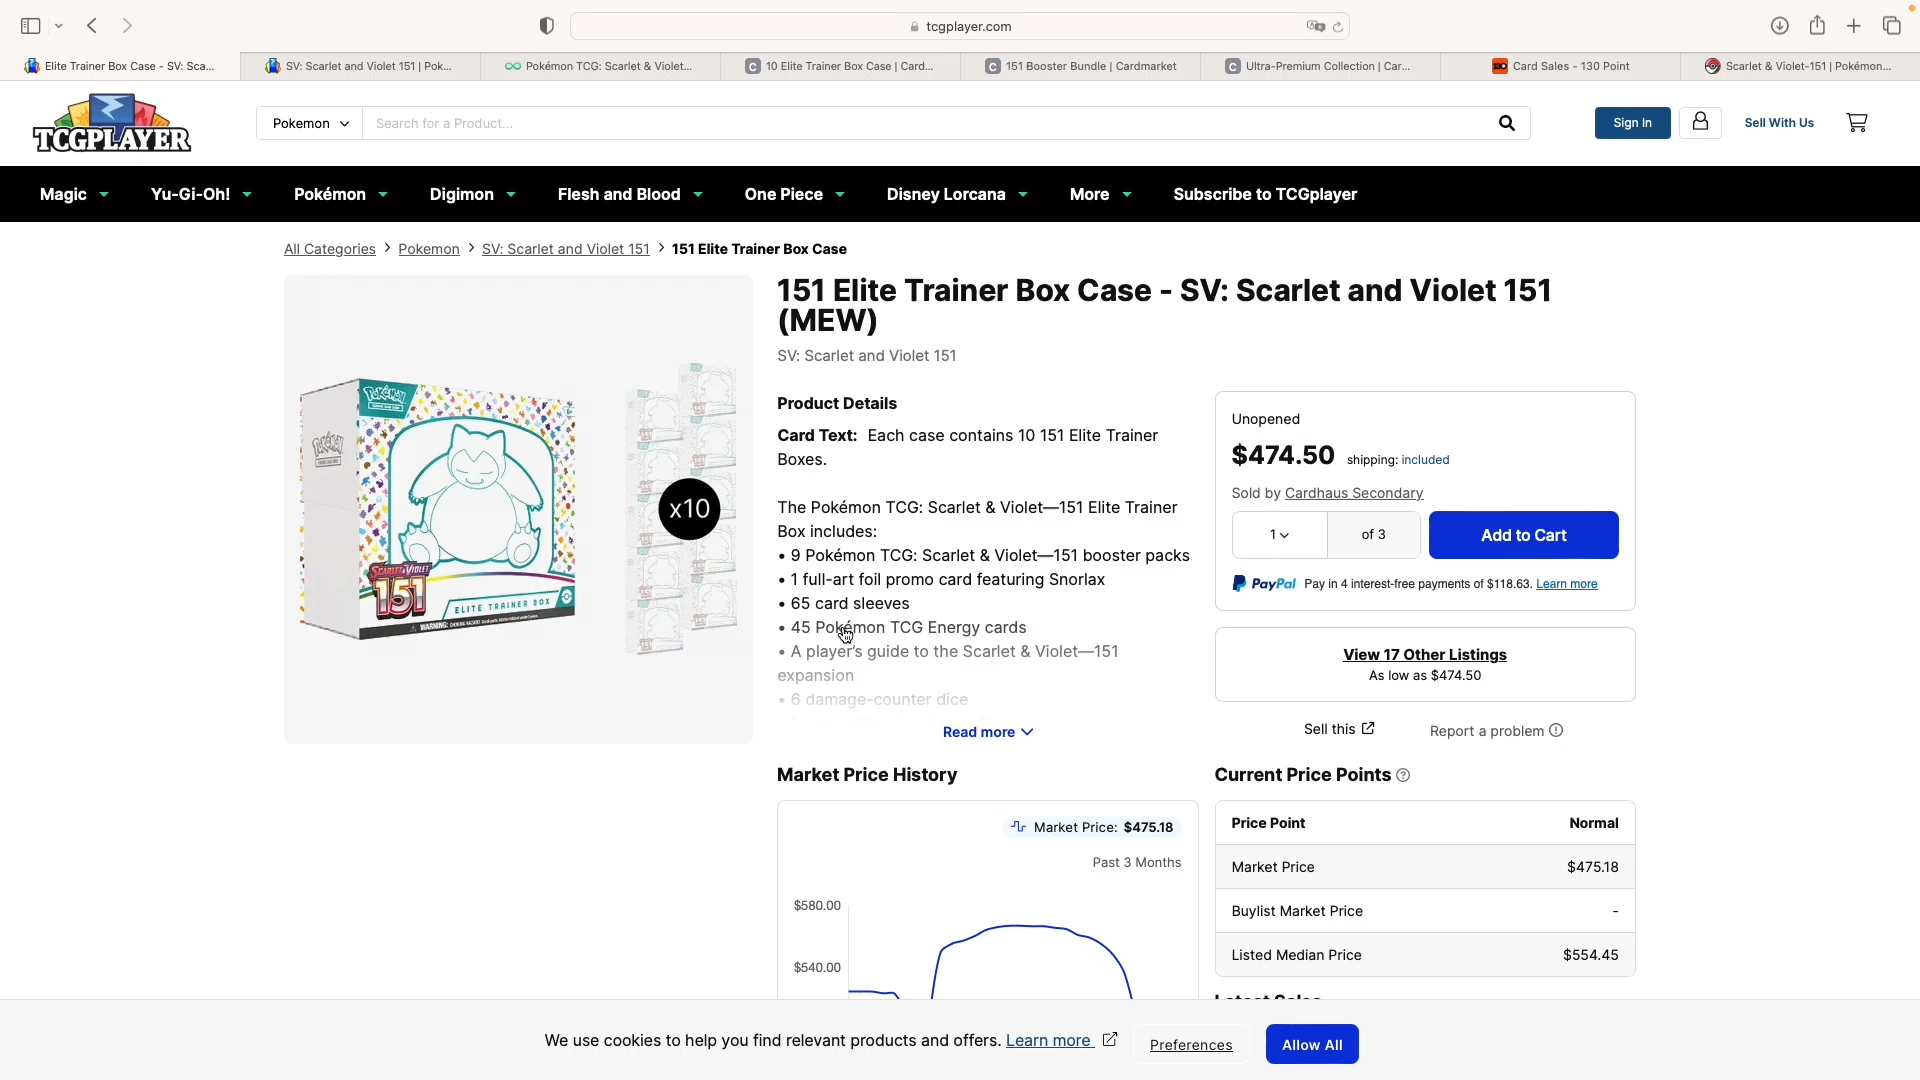 tcgplayer.com
Elite Trainer Box Case - SV: Sca...
SV: Scarlet and Violet 151 | Pok...
Pokémon TCG: Scarlet & Violet...
10 Elite Trainer Box Case | Card...
151 Booster Bundle | Cardmarket
Ultra-Premium Collection | Car...
Card Sales - 130 Point
Scarlet & Violet-151 | Pokémon...
TCGPLAYER
Pokemon
Search for a Product...
Sign In
Sell With Us
Magic
Yu-Gi-Oh!
Pokémon
Digimon
Flesh and Blood
One Piece
Disney Lorcana
More
Subscribe to TCGplayer
All Categories > Pokemon > SV: Scarlet and Violet 151 > 151 Elite Trainer Box Case
POKÉMON
POKÉMON
SCARLET & VIOLET
151
ELITE TRAINER BOX
x10
151 Elite Trainer Box Case - SV: Scarlet and Violet 151
(MEW)
SV: Scarlet and Violet 151
Product Details
Card Text: Each case contains 10 151 Elite Trainer
Boxes.
The Pokémon TCG: Scarlet & Violet—151 Elite Trainer
Box includes:
• 9 Pokémon TCG: Scarlet & Violet—151 booster packs
• 1 full-art foil promo card featuring Snorlax
• 65 card sleeves
• 45 Pokémon TCG Energy cards
• A player's guide to the Scarlet & Violet—151
expansion
• 6 damage-counter dice
Read more
Unopened
$474.50 shipping: included
Sold by Cardhaus Secondary
1
of 3
Add to Cart
PayPal Pay in 4 interest-free payments of $118.63. Learn more
View 17 Other Listings
As low as $474.50
Sell this
Report a problem
Market Price History
Market Price: $475.18
Past 3 Months
$580.00
$540.00
Current Price Points
Price Point Normal
Market Price $475.18
Buylist Market Price -
Listed Median Price $554.45
Latest Sales
We use cookies to help you find relevant products and offers. Learn more
Preferences
Allow All